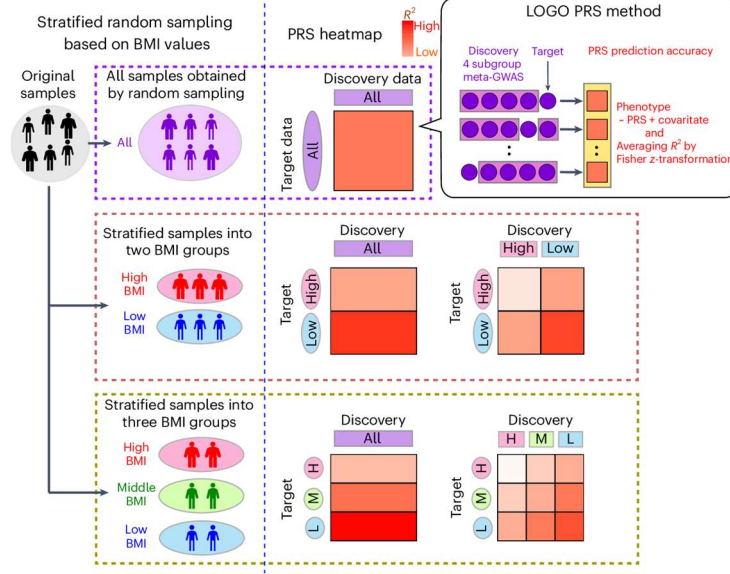 Stratified random sampling
based on BMI values
PRS heatmap
R²
High
Low
LOGO PRS method
Discovery
4 subgroup
meta-GWAS
Target
PRS prediction accuracy
Phenotype
~ PRS + covaritate
and
Averaging R² by
Fisher z-transformation
Original
samples
All samples obtained
by random sampling
All
Discovery data
All
Target data
All
Stratified samples into
two BMI groups
High
BMI
Low
BMI
Discovery
All
Target
High
Low
Discovery
High Low
Target
High
Low
Stratified samples into
three BMI groups
High
BMI
Middle
BMI
Low
BMI
Discovery
All
Target
H
M
L
Discovery
H M L
Target
H
M
L